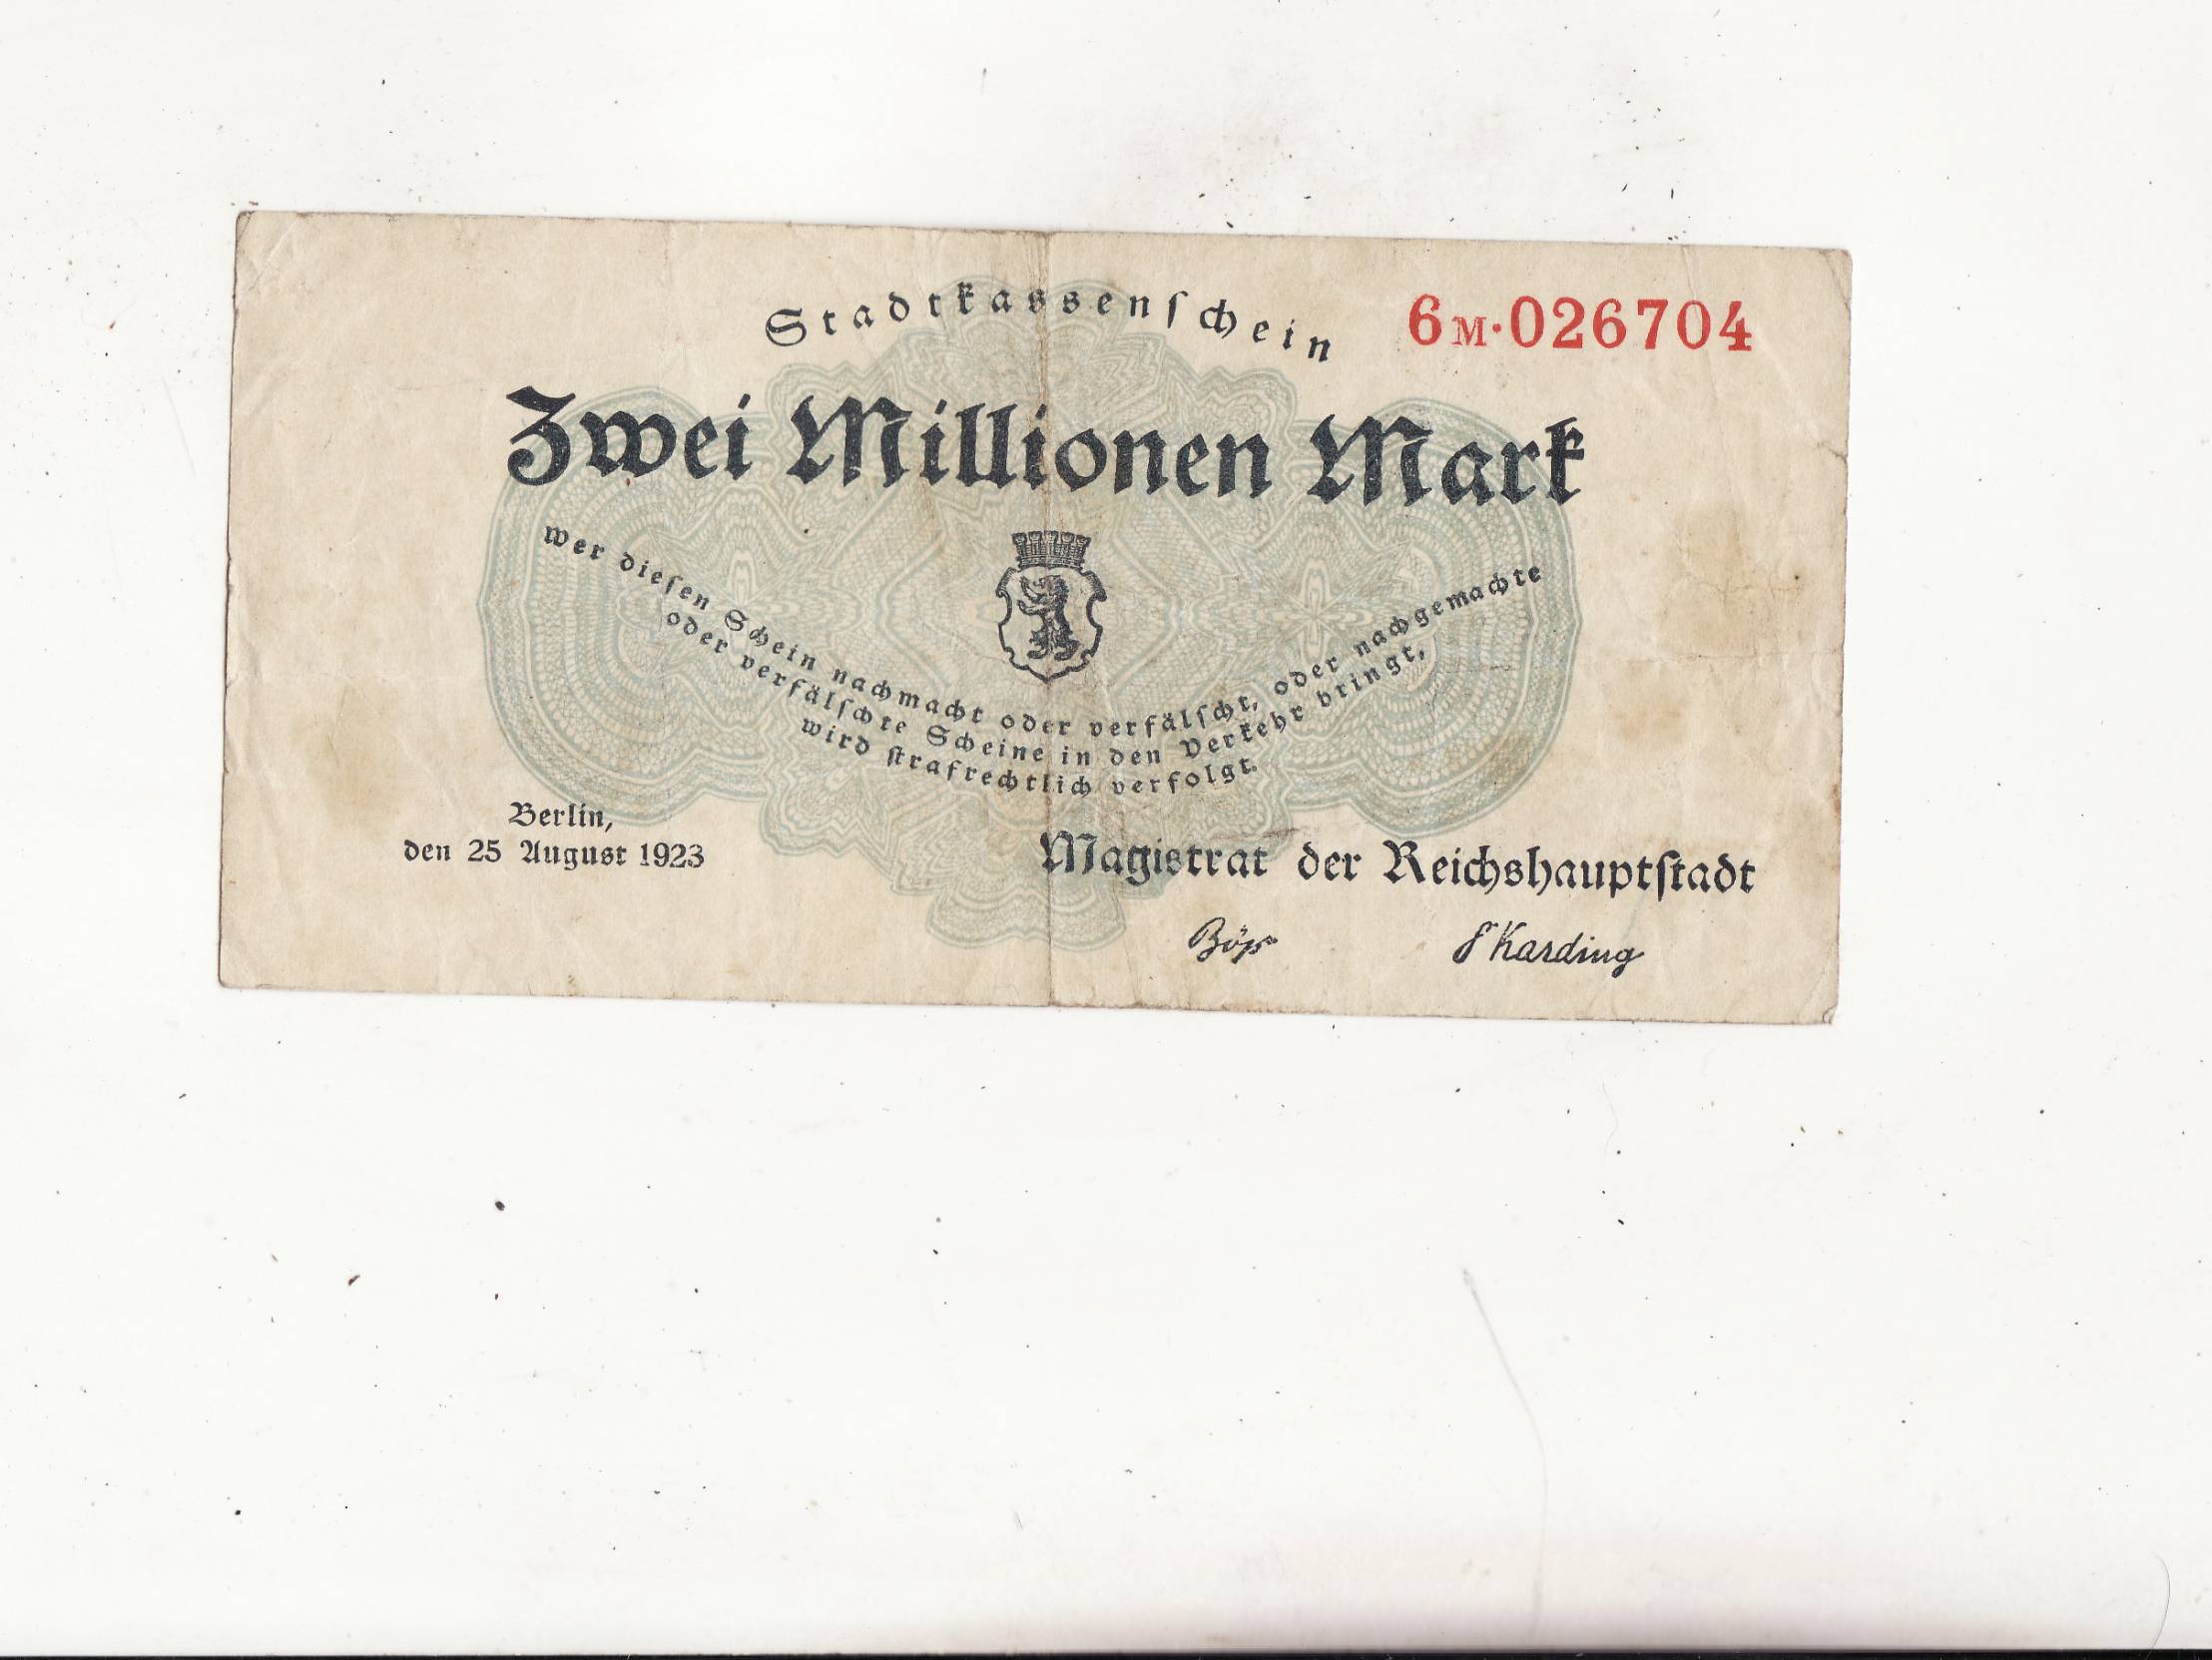 Stadtkassenschein
6M·026704
Zwei Millionen Mark
wer diesen Schein nachmacht oder verfälscht, oder nachgemachte
oder verfälschte Scheine in den Verkehr bringt,
wird strafrechtlich verfolgt.
Berlin,
den 25 August 1923
Magistrat der Reichshauptstadt
Böß Karding